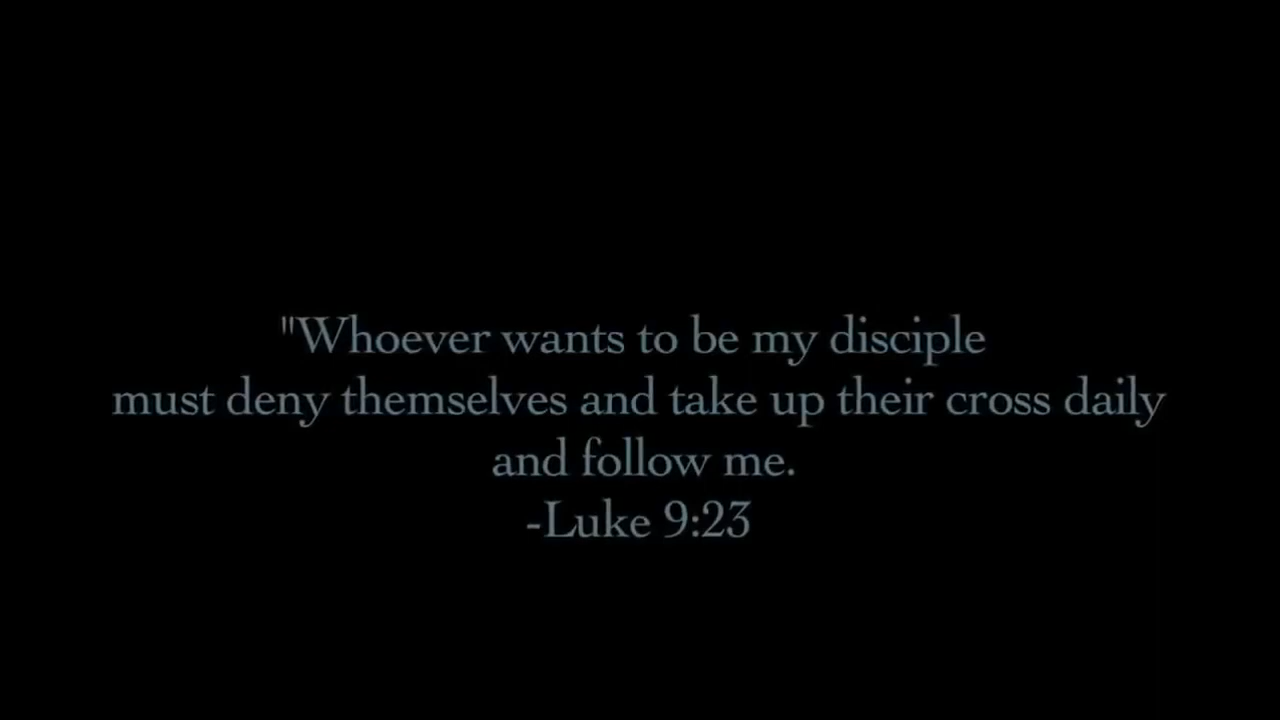 "Whoever wants to be my disciple
must deny themselves and take up their cross daily
and follow me.
-Luke 9:23